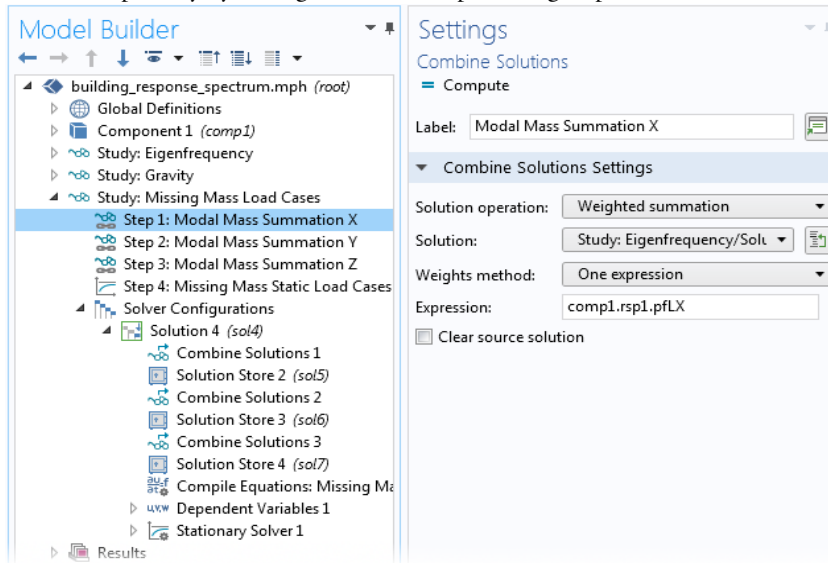 Model Builder
building_response_spectrum.mph (root)
Global Definitions
Component 1 (comp1)
Study: Eigenfrequency
Study: Gravity
Study: Missing Mass Load Cases
Step 1: Modal Mass Summation X
Step 2: Modal Mass Summation Y
Step 3: Modal Mass Summation Z
Step 4: Missing Mass Static Load Cases
Solver Configurations
Solution 4 (sol4)
Combine Solutions 1
Solution Store 2 (sol5)
Combine Solutions 2
Solution Store 3 (sol6)
Combine Solutions 3
Solution Store 4 (sol7)
Compile Equations: Missing Ma
Dependent Variables 1
Stationary Solver 1
Results
Settings
Combine Solutions
= Compute
Label: Modal Mass Summation X
Combine Solutions Settings
Solution operation: Weighted summation
Solution: Study: Eigenfrequency/Solu
Weights method: One expression
Expression: comp1.rsp1.pfLX
Clear source solution